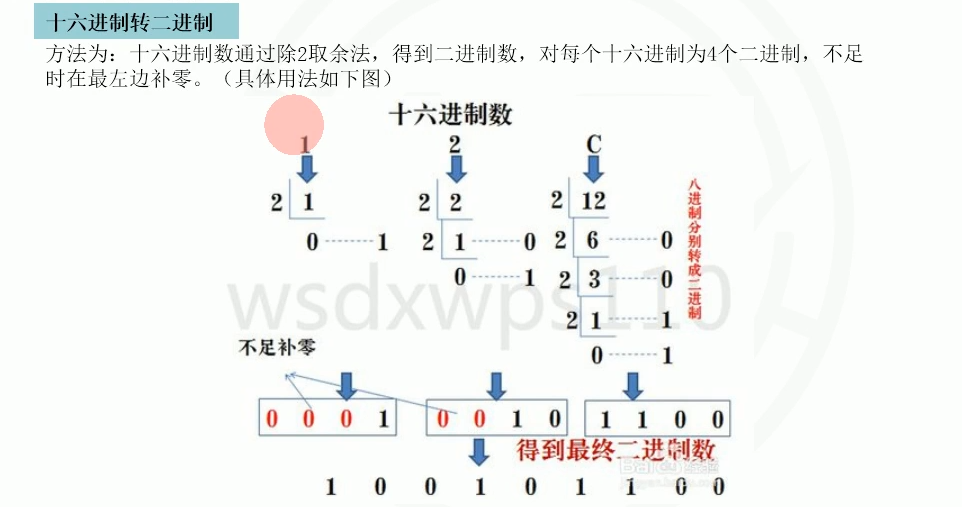 十六进制转二进制
方法为：十六进制数通过除2取余法，得到二进制数，对每个十六进制为4个二进制，不足
时在最左边补零。（具体用法如下图）
十六进制数
1 2 C
2 1 2 2 2 12
0 1 2 1 0 2 6 0
0 1 2 3 0
2 1 1
0 1
八进制分别转成二进制
wsdxwps110
不足补零
0 0 0 1 0 0 1 0 1 1 0 0
得到最终二进制数
1 0 0 1 0 1 1 0 0